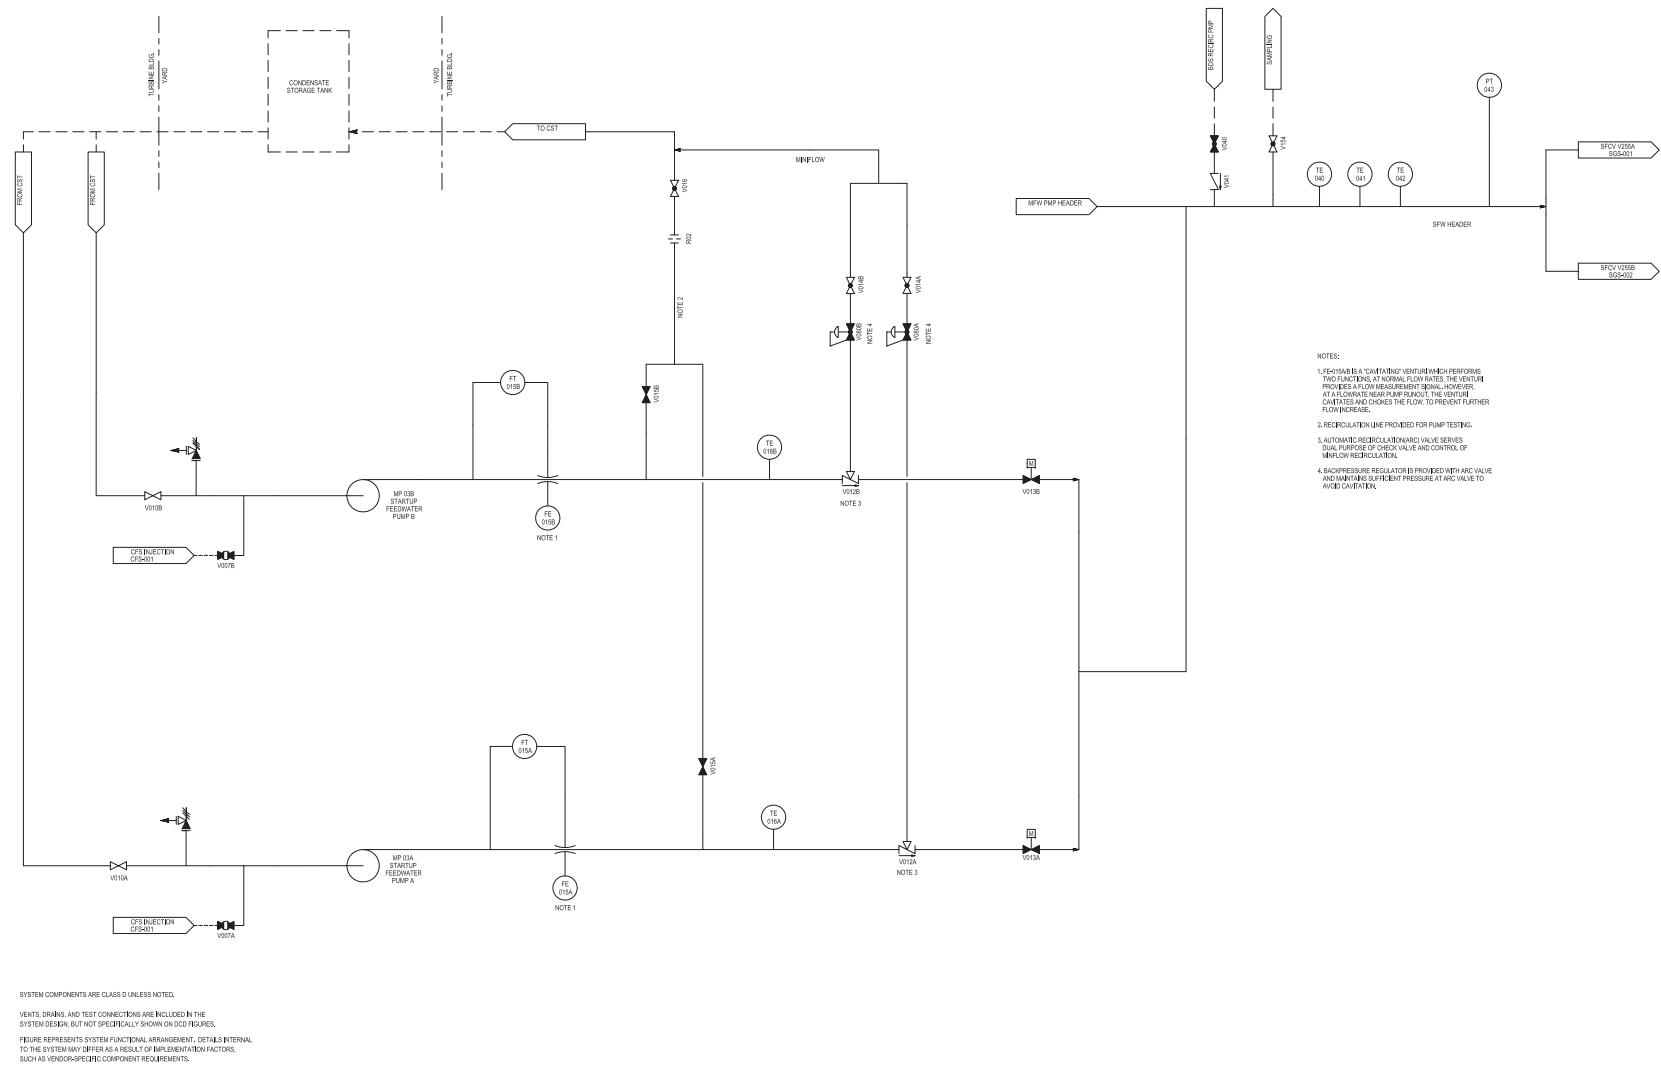 TURBINE BLDG.
YARD
CONDENSATE
STORAGE TANK
YARD
TURBINE BLDG.
TO CST
FROM CST
FROM CST
MINIFLOW
V016
R02
NOTE 2
V014B
V014A
V060B
NOTE 4
V060A
NOTE 4
BDS RECIRC PMP
SAMPLING
V040
V154
V041
PT
043
TE
040
TE
041
TE
042
MFW PMP HEADER
SFW HEADER
SFCV V255A
SGS-001
SFCV V255B
SGS-002
FT
015B
V015B
TE
016B
V010B
MP 03B
STARTUP
FEEDWATER
PUMP B
FE
015B
NOTE 1
V012B
NOTE 3
M
V013B
CFS INJECTION
CFS-001
V007B
NOTES:
1. FE-015A/B IS A "CAVITATING" VENTURI WHICH PERFORMS
TWO FUNCTIONS, AT NORMAL FLOW RATES, THE VENTURI
PROVIDES A FLOW MEASUREMENT SIGNAL. HOWEVER,
AT A FLOWRATE NEAR PUMP RUNOUT, THE VENTURI
CAVITATES AND CHOKES THE FLOW, TO PREVENT FURTHER
FLOW INCREASE.
2. RECIRCULATION LINE PROVIDED FOR PUMP TESTING.
3. AUTOMATIC RECIRCULATION(ARC) VALVE SERVES
DUAL PURPOSE OF CHECK VALVE AND CONTROL OF
MINFLOW RECIRCULATION.
4. BACKPRESSURE REGULATOR IS PROVIDED WITH ARC VALVE
AND MAINTAINS SUFFICIENT PRESSURE AT ARC VALVE TO
AVOID CAVITATION.
FT
015A
V015A
TE
016A
V010A
MP 03A
STARTUP
FEEDWATER
PUMP A
FE
015A
NOTE 1
V012A
NOTE 3
M
V013A
CFS INJECTION
CFS-001
V007A
SYSTEM COMPONENTS ARE CLASS D UNLESS NOTED.
VENTS, DRAINS, AND TEST CONNECTIONS ARE INCLUDED IN THE
SYSTEM DESIGN, BUT NOT SPECIFICALLY SHOWN ON DCD FIGURES.
FIGURE REPRESENTS SYSTEM FUNCTIONAL ARRANGEMENT. DETAILS INTERNAL
TO THE SYSTEM MAY DIFFER AS A RESULT OF IMPLEMENTATION FACTORS,
SUCH AS VENDOR-SPECIFIC COMPONENT REQUIREMENTS.